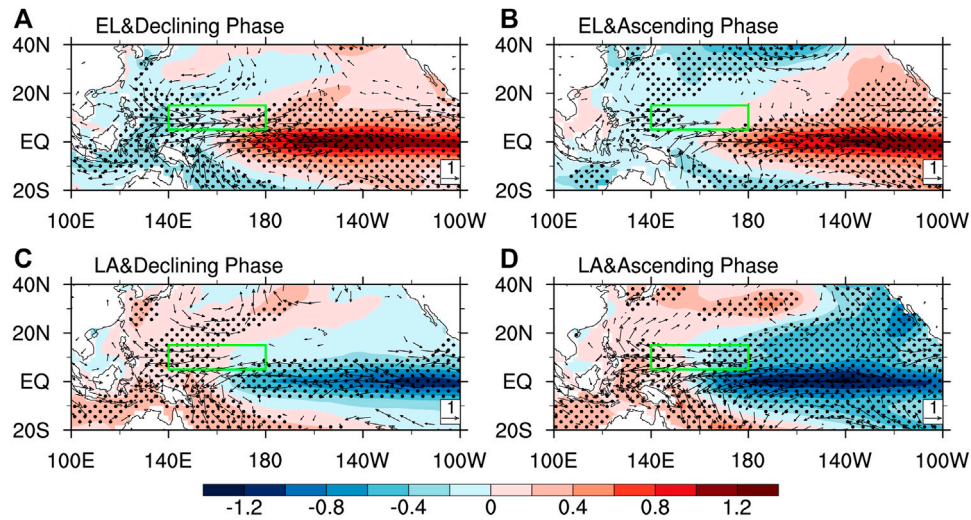 A EL&Declining Phase
B EL&Ascending Phase
40N 40N
20N 20N
EQ EQ
20S 20S
1 1
100E 140E 180 140W 100W 100E 140E 180 140W 100W
C LA&Declining Phase
D LA&Ascending Phase
40N 40N
20N 20N
EQ EQ
20S 20S
1 1
100E 140E 180 140W 100W 100E 140E 180 140W 100W
-1.2 -0.8 -0.4 0 0.4 0.8 1.2